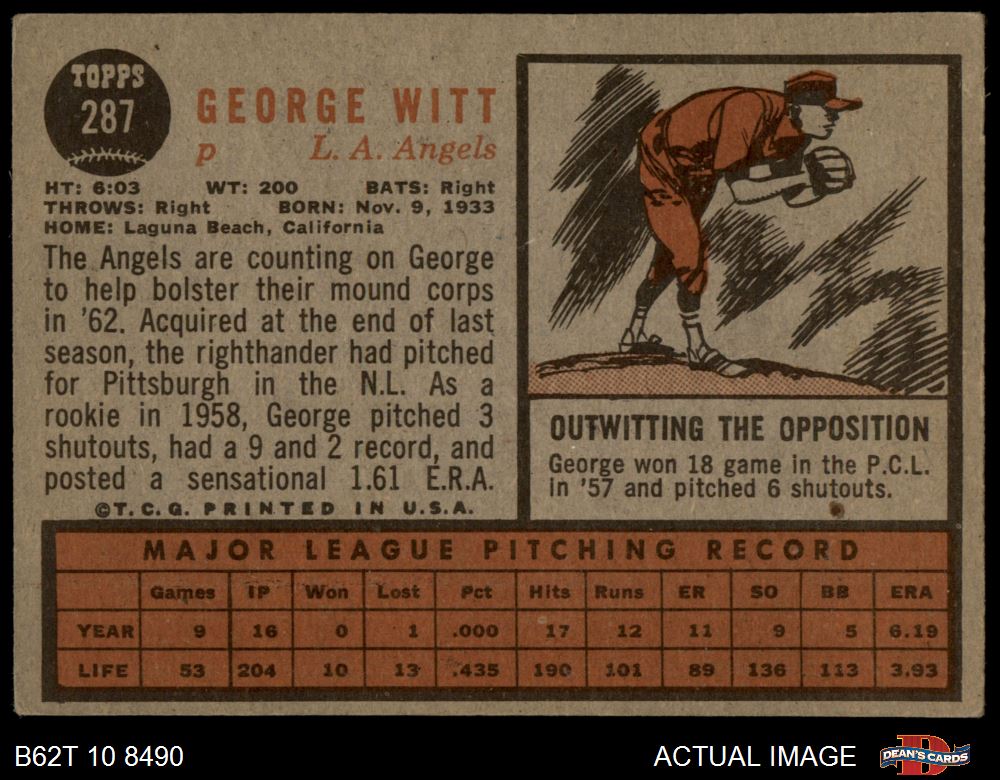 TOPPS
287
GEORGE WITT
p L. A. Angels
HT: 6:03 WT: 200 BATS: Right
THROWS: Right BORN: Nov. 9, 1933
HOME: Laguna Beach, California
The Angels are counting on George
to help bolster their mound corps
in '62. Acquired at the end of last
season, the righthander had pitched
for Pittsburgh in the N.L. As a
rookie in 1958, George pitched 3
shutouts, had a 9 and 2 record, and
posted a sensational 1.61 E.R.A.
©T. C. G. PRINTED IN U.S.A.
OUTWITTING THE OPPOSITION
George won 18 game in the P.C.L.
in '57 and pitched 6 shutouts.
MAJOR LEAGUE PITCHING RECORD
Games IP Won Lost Pct Hits Runs ER SO BB ERA
YEAR 9 16 0 1 .000 17 12 11 9 5 6.19
LIFE 53 204 10 13 .435 190 101 89 136 113 3.93
B62T 10 8490
ACTUAL IMAGE
D
DEAN'S CARDS